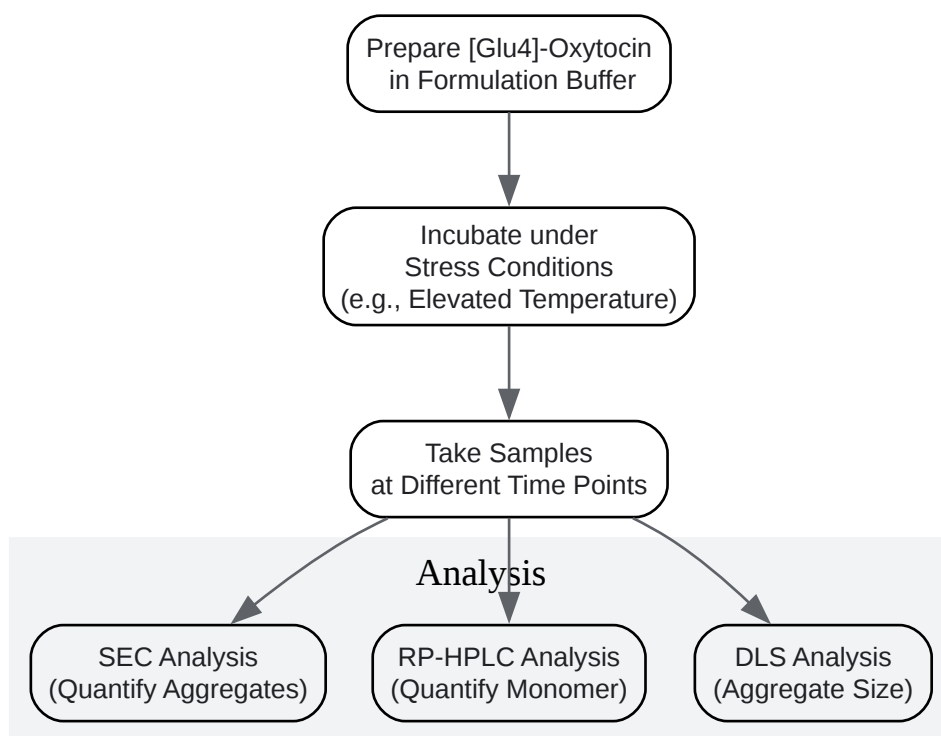 Prepare [Glu4]-Oxytocin
in Formulation Buffer
Incubate under
Stress Conditions
(e.g., Elevated Temperature)
Take Samples
at Different Time Points
Analysis
SEC Analysis
(Quantify Aggregates)
RP-HPLC Analysis
(Quantify Monomer)
DLS Analysis
(Aggregate Size)